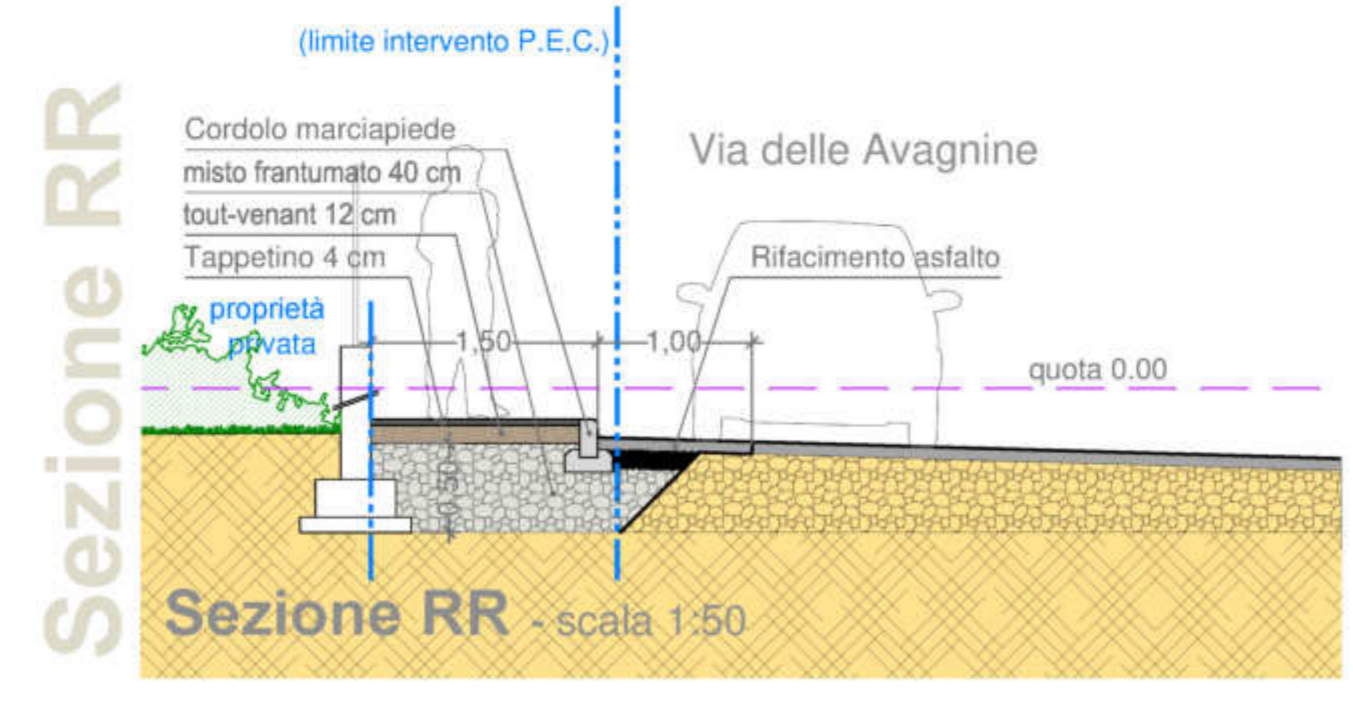 Sezione RR
(limite intervento P.E.C.)
Cordolo marciapiede
misto frantumato 40 cm
tout-venant 12 cm
Tappetino 4 cm
Via delle Avagnine
Rifacimento asfalto
proprietà
privata
1,50
1,00
quota 0.00
0,50
Sezione RR - scala 1:50